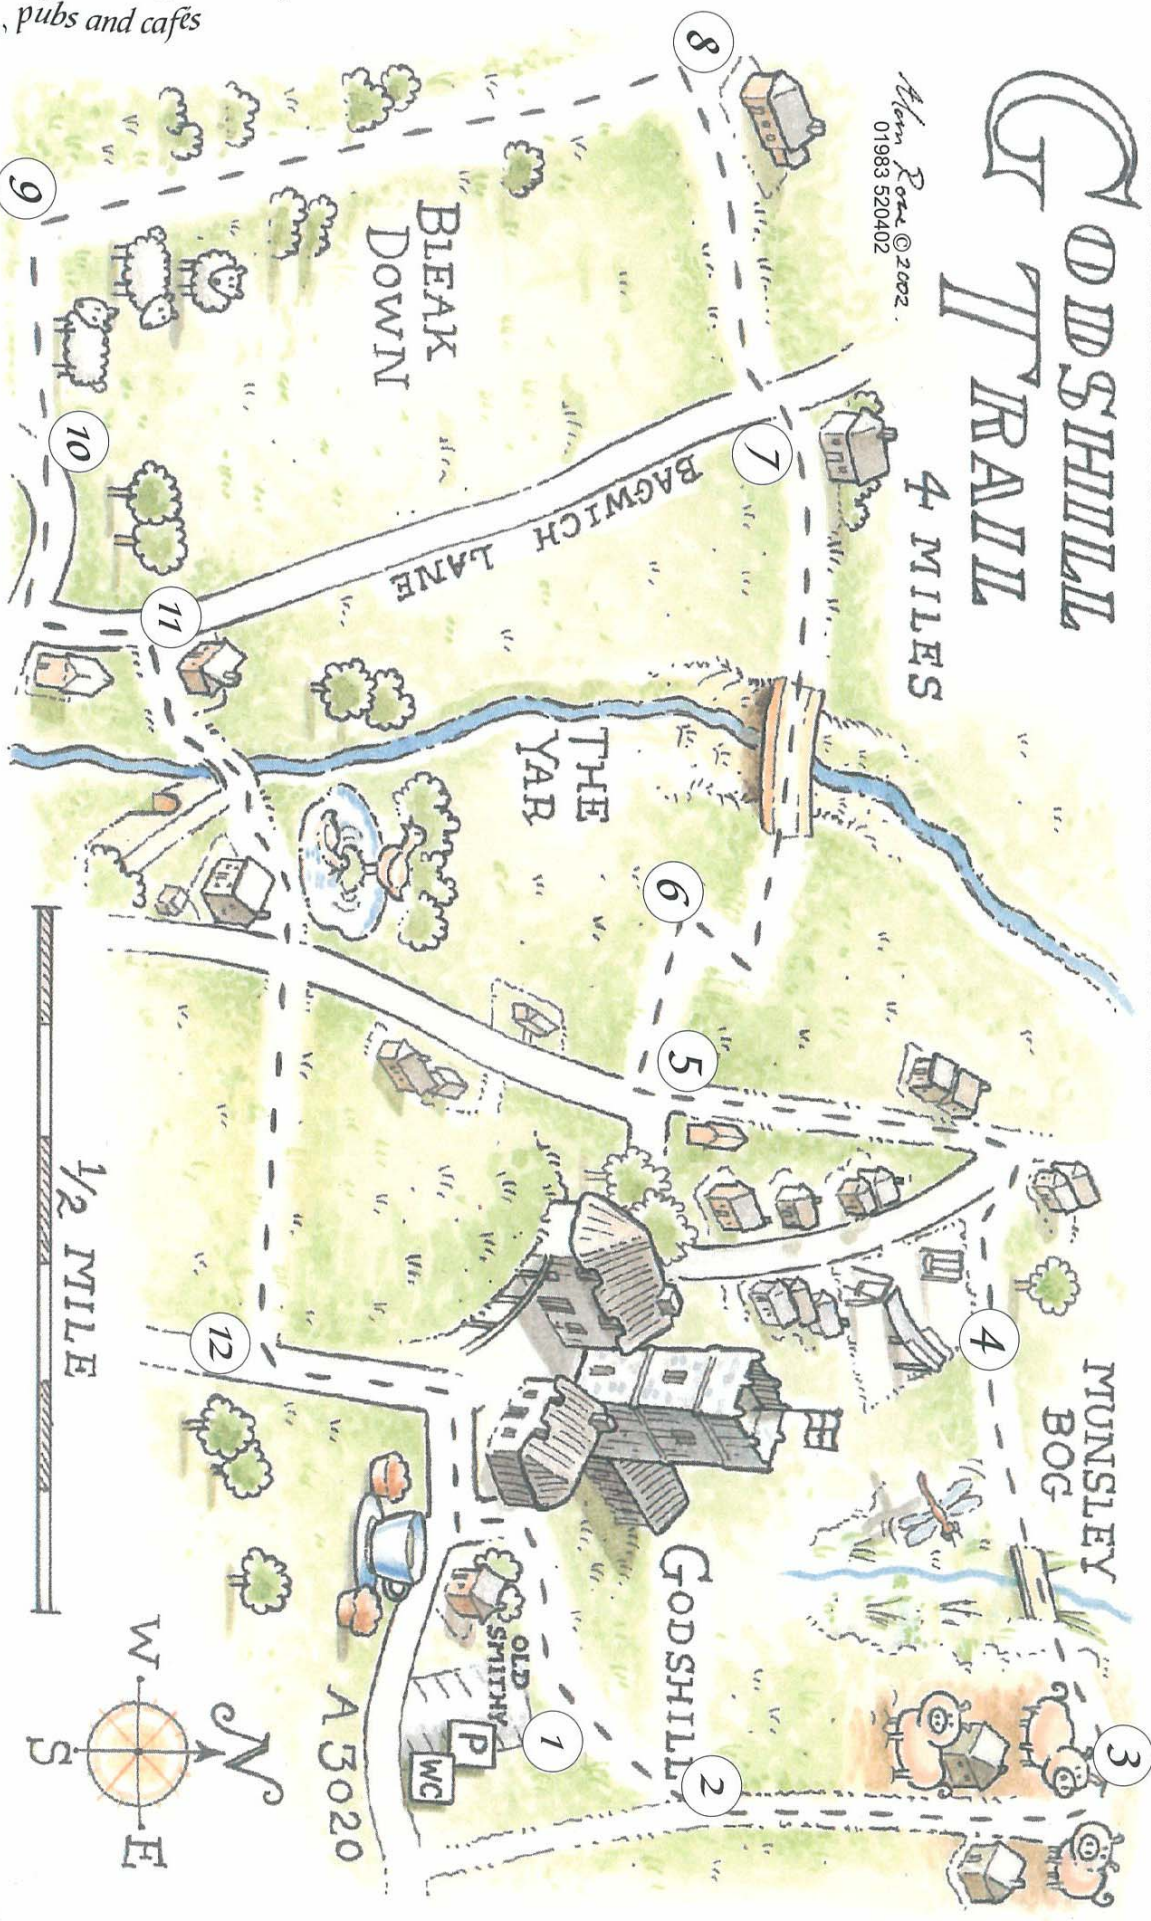 , pubs and cafés
GODSHILL
TRAIL
4 MILES
Alan Rowe © 2002.
01983 520402
8
9
BLEAK
DOWN
10
7
BAGWICH LANE
11
THE
YAR
6
5
4
MUNSLEY
BOG
3
GODSHILL
2
1
OLD
SMITHY
P
WC
A 3020
12
1/2 MILE
N
W
E
S